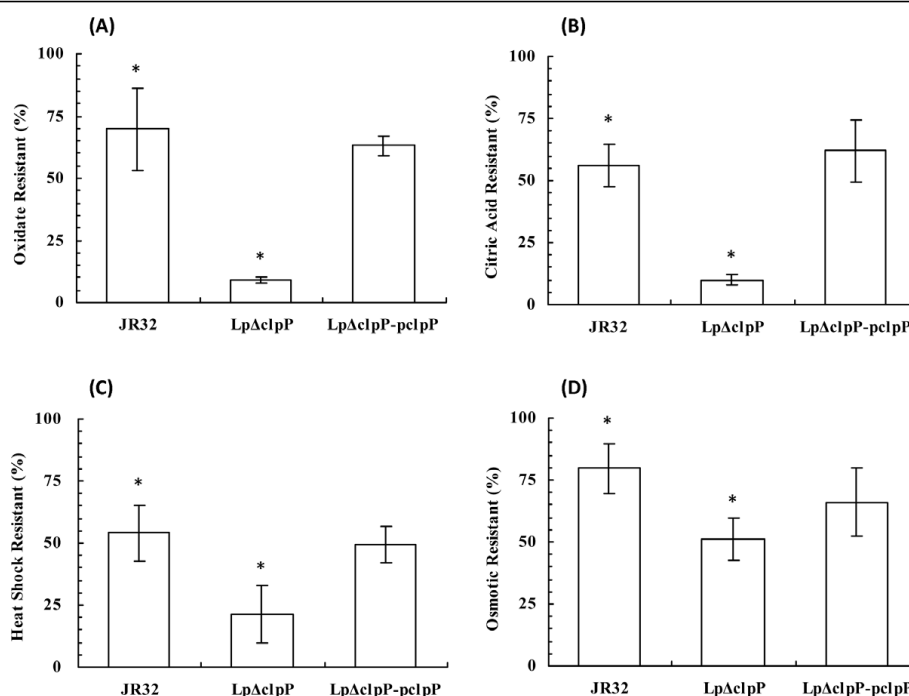 (A)
100
75
50
25
0
Oxidate Resistant (%)
*
*
JR32
LpΔclpP
LpΔclpP-pclpP
(B)
100
75
50
25
0
Citric Acid Resistant (%)
*
*
JR32
LpΔclpP
LpΔclpP-pclpP
(C)
100
75
50
25
0
Heat Shock Resistant (%)
*
*
JR32
LpΔclpP
LpΔclpP-pclpP
(D)
100
75
50
25
0
Osmotic Resistant (%)
*
*
JR32
LpΔclpP
LpΔclpP-pclpP